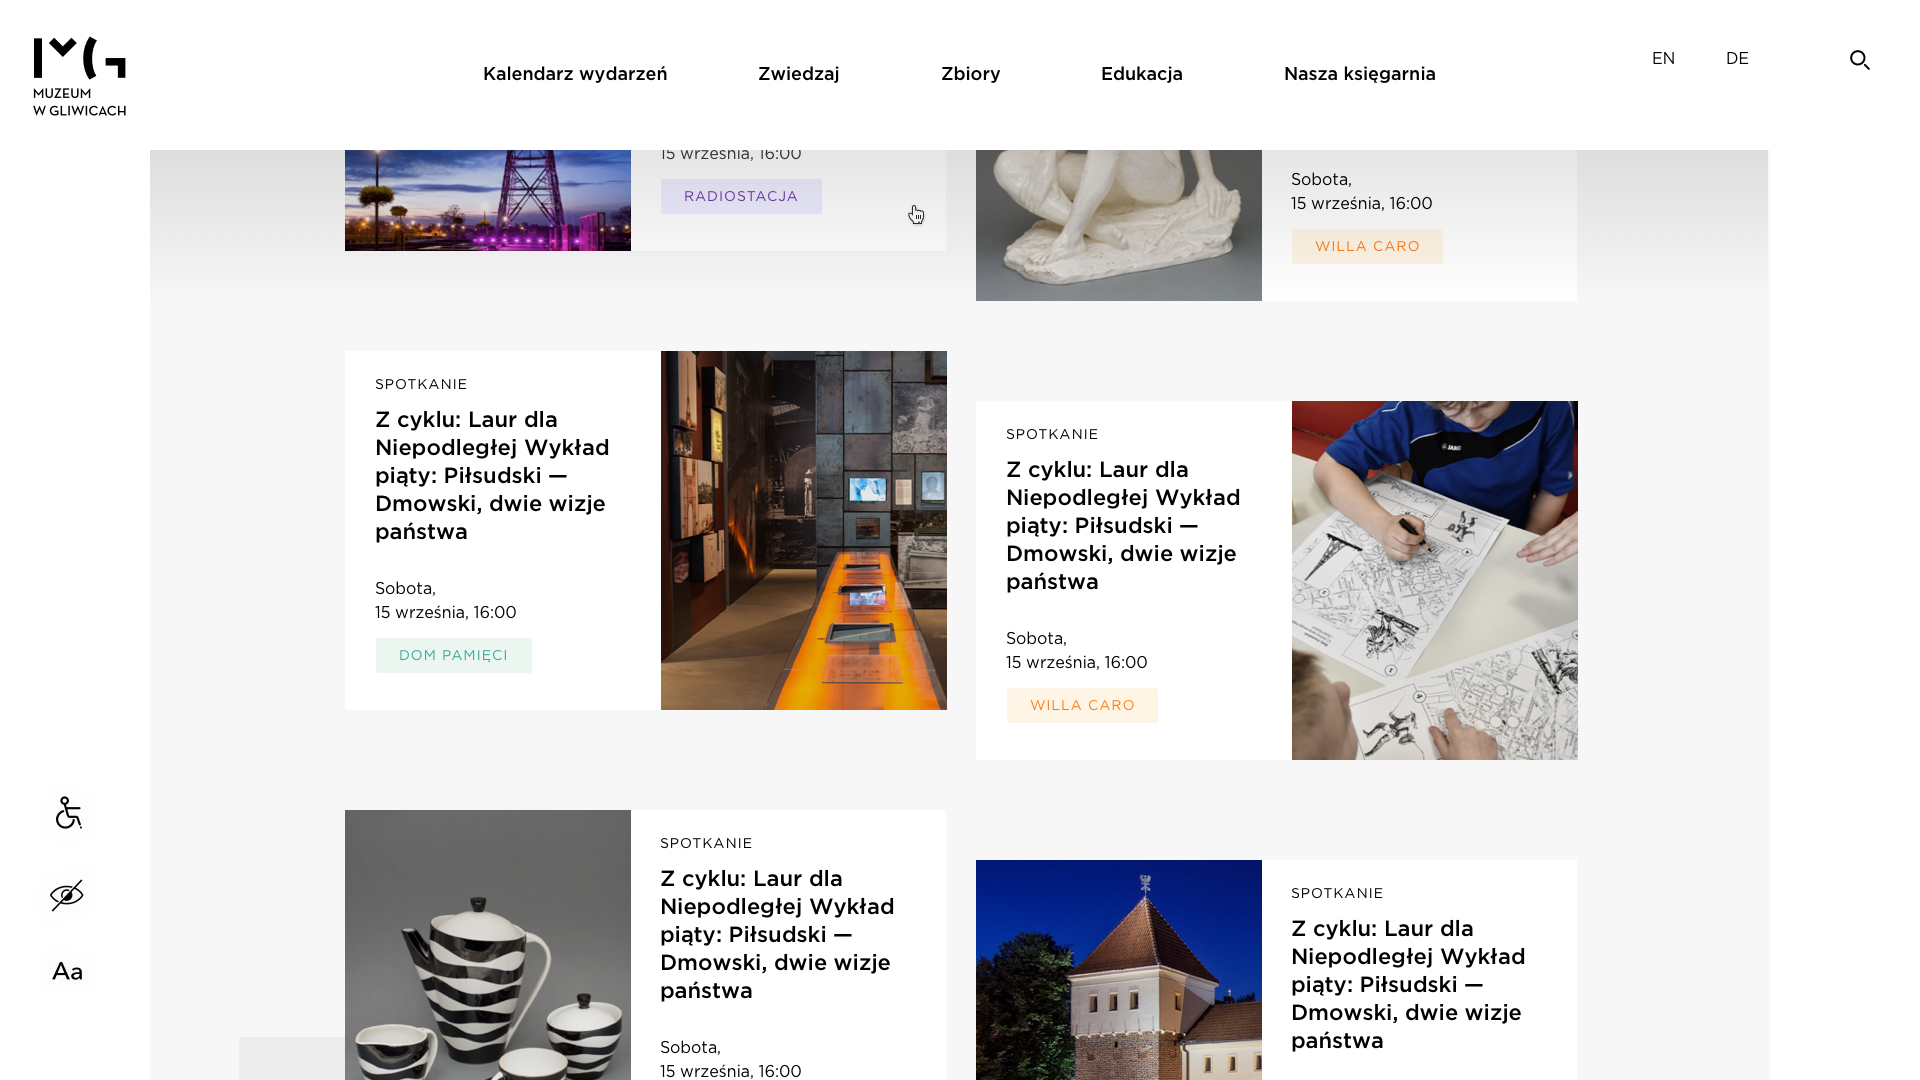 MUZEUM
W GLIWICACH
Kalendarz wydarzeń
Zwiedzaj
Zbiory
Edukacja
Nasza księgarnia
EN
DE
15 września, 16:00
RADIOSTACJA
Sobota,
15 września, 16:00
WILLA CARO
SPOTKANIE
Z cyklu: Laur dla
Niepodległej Wykład
piąty: Piłsudski —
Dmowski, dwie wizje
państwa
Sobota,
15 września, 16:00
DOM PAMIĘCI
SPOTKANIE
Z cyklu: Laur dla
Niepodległej Wykład
piąty: Piłsudski —
Dmowski, dwie wizje
państwa
Sobota,
15 września, 16:00
WILLA CARO
JAKO
SPOTKANIE
Z cyklu: Laur dla
Niepodległej Wykład
piąty: Piłsudski —
Dmowski, dwie wizje
państwa
Sobota,
15 września, 16:00
SPOTKANIE
Z cyklu: Laur dla
Niepodległej Wykład
piąty: Piłsudski —
Dmowski, dwie wizje
państwa
Aa